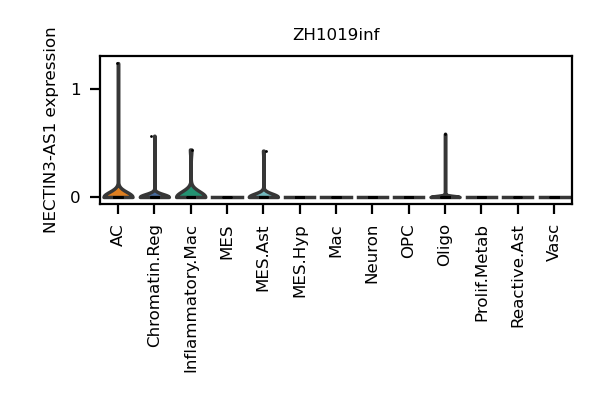 ZH1019inf
NECTIN3-AS1 expression
1
0
AC
Chromatin.Reg
Inflammatory.Mac
MES
MES.Ast
MES.Hyp
Mac
Neuron
OPC
Oligo
Prolif.Metab
Reactive.Ast
Vasc